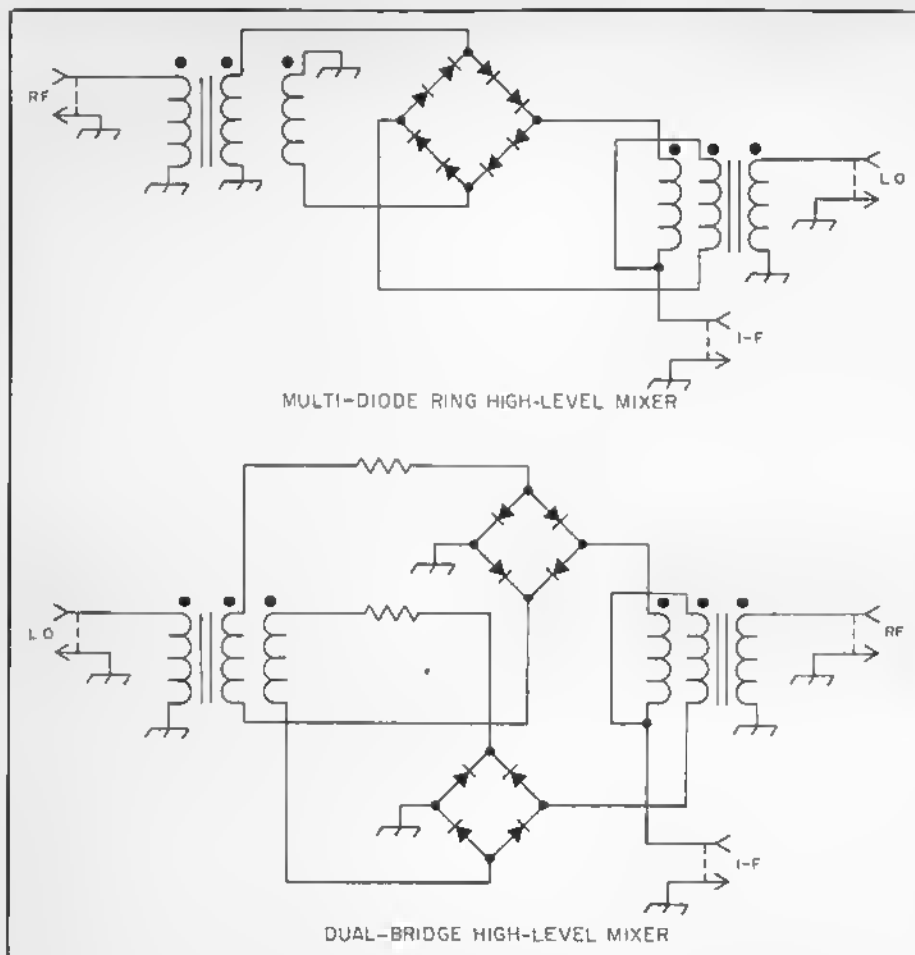 RF
LO
I-F
MULTI-DIODE RING HIGH-LEVEL MIXER
LO
RF
I-F
DUAL-BRIDGE HIGH-LEVEL MIXER